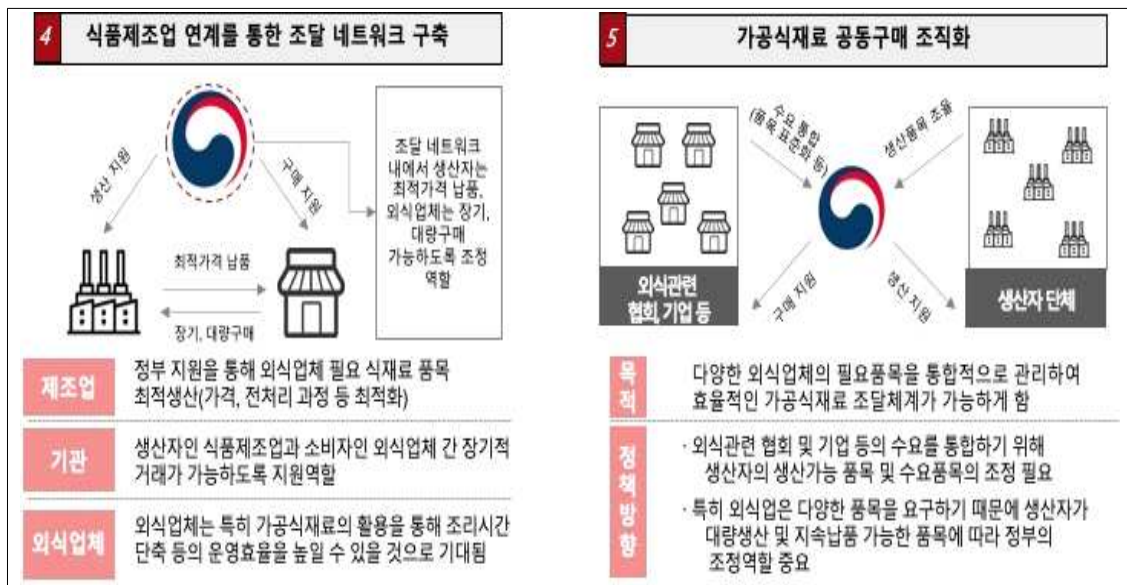 4 식품제조업 연계를 통한 조달 네트워크 구축
생산 지원
구매 지원
조달 네트워크
내에서 생산자는
최적가격 납품,
외식업체는 장기,
대량구매
가능하도록 조정
역할
최적가격 납품
장기, 대량구매
제조업
정부 지원을 통해 외식업체 필요 식재료 품목
최적생산(가격, 전처리 과정 등 최적화)
기관
생산자인 식품제조업과 소비자인 외식업체 간 장기적
거래가 가능하도록 지원역할
외식업체
외식업체는 특히 가공식재료의 활용을 통해 조리시간
단축 등의 운영효율을 높일 수 있을 것으로 기대됨
5 가공식재료 공동구매 조직화
수요 통합
(품목 표준화 등)
생산품목 조율
외식관련
협회, 기업 등
구매 지원
생산 지원
생산자 단체
목적
다양한 외식업체의 필요품목을 통합적으로 관리하여
효율적인 가공식재료 조달체계가 가능하게 함
정책방향
· 외식관련 협회 및 기업 등의 수요를 통합하기 위해
생산자의 생산가능 품목 및 수요품목의 조정 필요
· 특히 외식업은 다양한 품목을 요구하기 때문에 생산자가
대량생산 및 지속납품 가능한 품목에 따라 정부의
조정역할 중요